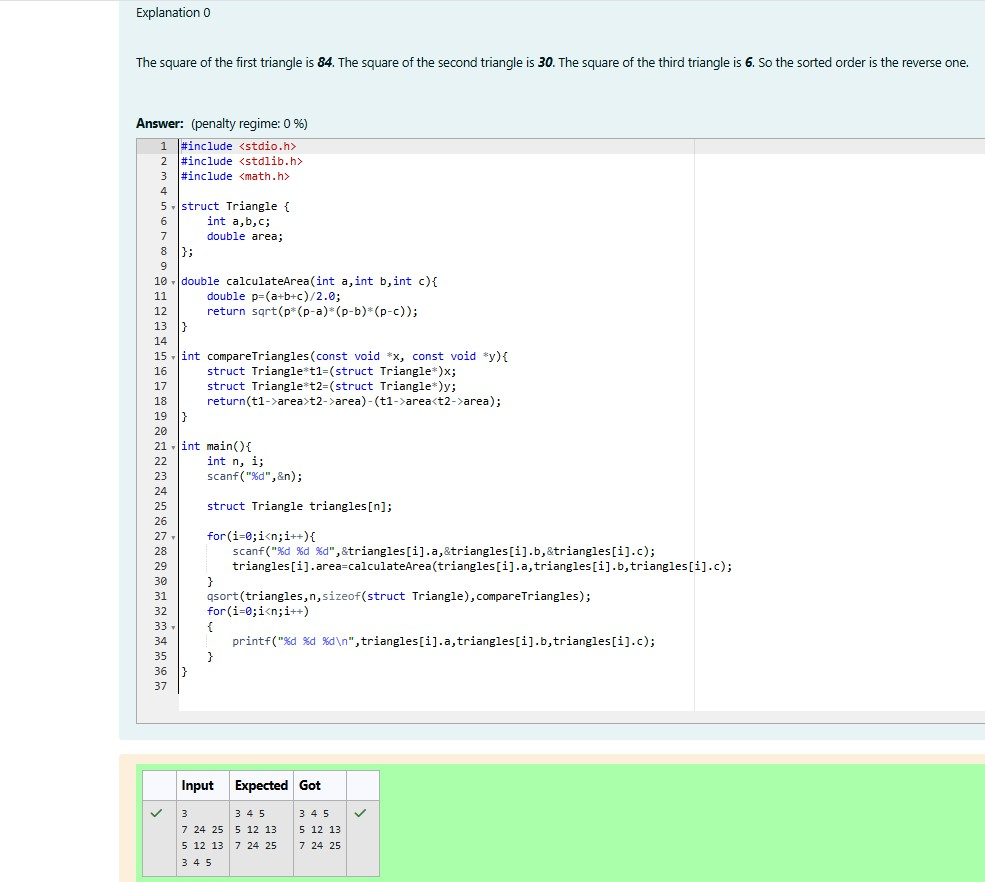 Explanation 0
The square of the first triangle is 84. The square of the second triangle is 30. The square of the third triangle is 6. So the sorted order is the reverse one.
Answer: (penalty regime: 0 %)
1 #include <stdio.h>
2 #include <stdlib.h>
3 #include <math.h>
4
5 struct Triangle {
6     int a,b,c;
7     double area;
8 };
9
10 double calculateArea(int a,int b,int c){
11     double p=(a+b+c)/2.0;
12     return sqrt(p*(p-a)*(p-b)*(p-c));
13 }
14
15 int compareTriangles(const void *x, const void *y){
16     struct Triangle*t1=(struct Triangle*)x;
17     struct Triangle*t2=(struct Triangle*)y;
18     return(t1->area>t2->area)-(t1->area<t2->area);
19 }
20
21 int main(){
22     int n, i;
23     scanf("%d",&n);
24
25     struct Triangle triangles[n];
26
27     for(i=0;i<n;i++){
28         scanf("%d %d %d",&triangles[i].a,&triangles[i].b,&triangles[i].c);
29         triangles[i].area=calculateArea(triangles[i].a,triangles[i].b,triangles[i].c);
30     }
31     qsort(triangles,n,sizeof(struct Triangle),compareTriangles);
32     for(i=0;i<n;i++)
33     {
34         printf("%d %d %d\n",triangles[i].a,triangles[i].b,triangles[i].c);
35     }
36 }
37
Input Expected Got
3 3 4 5 3 4 5
7 24 25 5 12 13 5 12 13
5 12 13 7 24 25 7 24 25
3 4 5